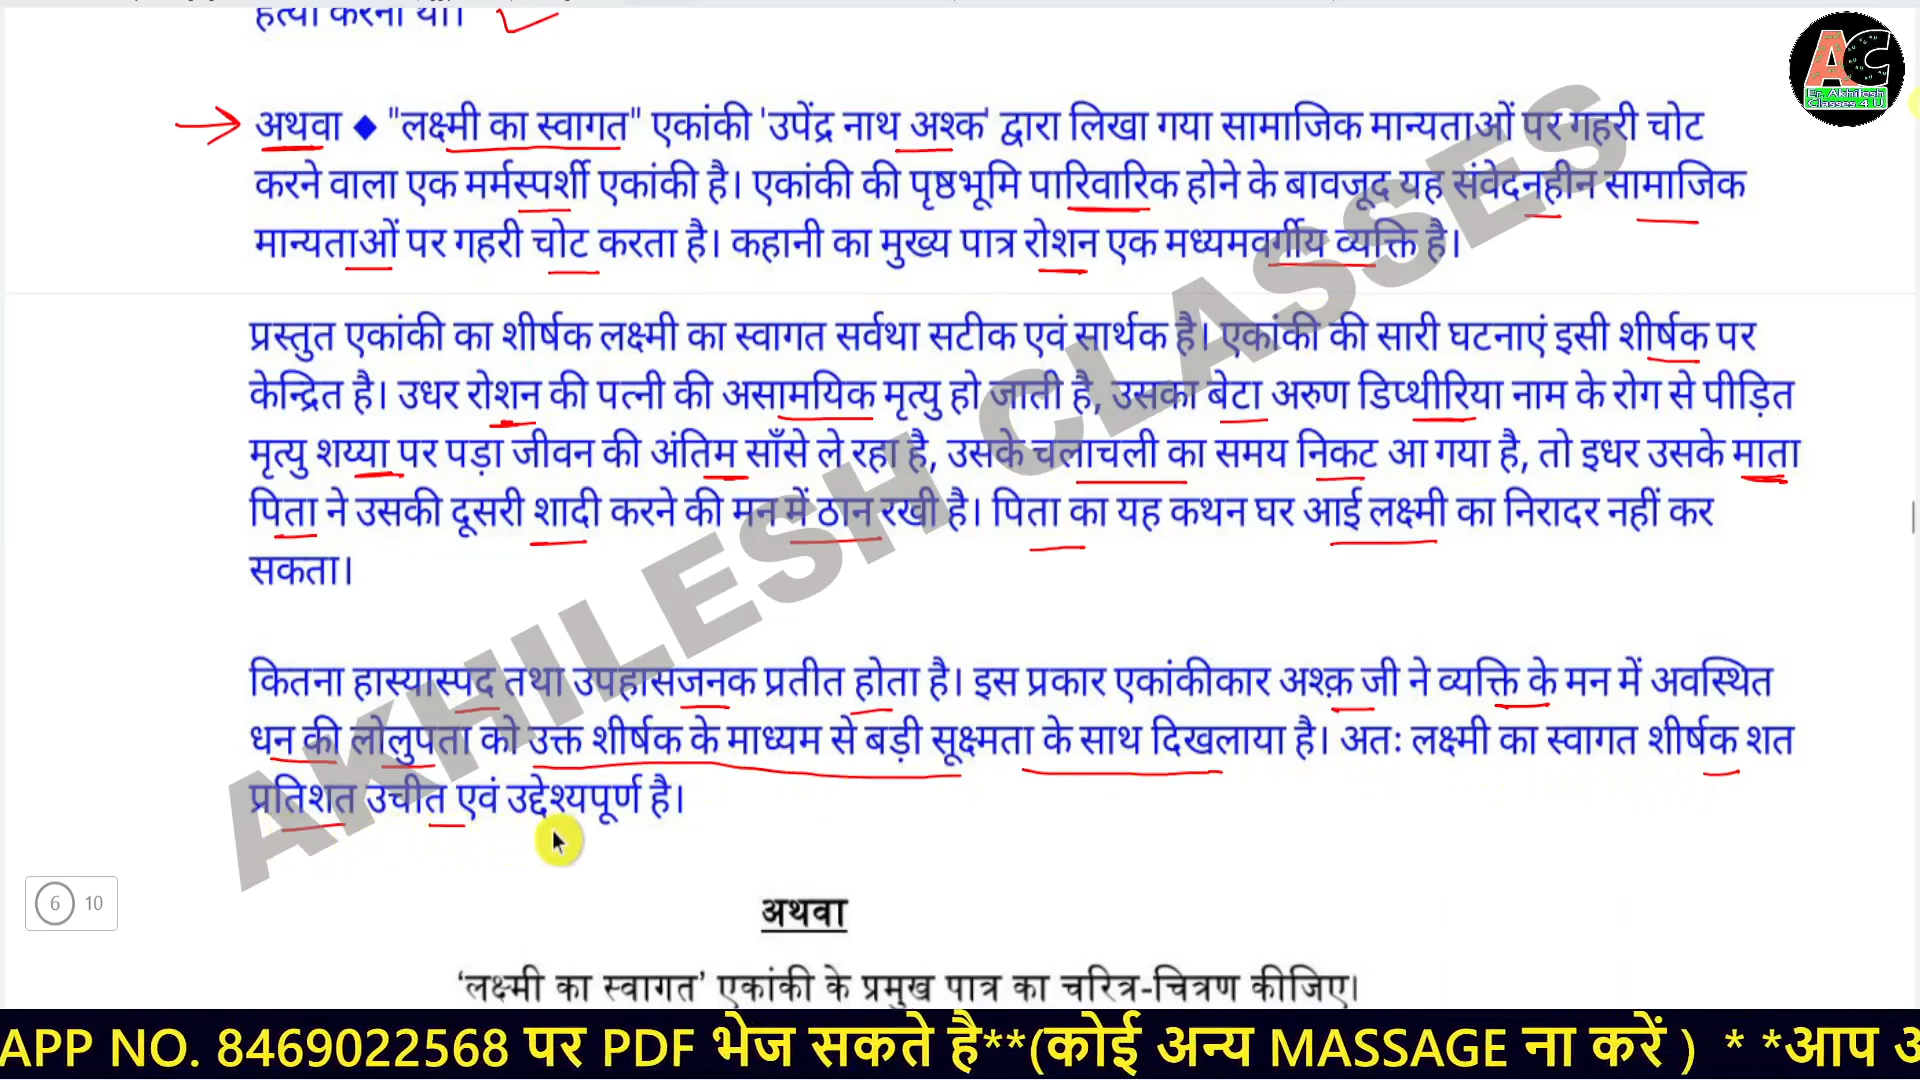 हत्या करना था।
अथवा ◆ "लक्ष्मी का स्वागत" एकांकी 'उपेंद्र नाथ अश्क' द्वारा लिखा गया सामाजिक मान्यताओं पर गहरी चोट
करने वाला एक मर्मस्पर्शी एकांकी है। एकांकी की पृष्ठभूमि पारिवारिक होने के बावजूद यह संवेदनहीन सामाजिक
मान्यताओं पर गहरी चोट करता है। कहानी का मुख्य पात्र रोशन एक मध्यमवर्गीय व्यक्ति है।
प्रस्तुत एकांकी का शीर्षक लक्ष्मी का स्वागत सर्वथा सटीक एवं सार्थक है। एकांकी की सारी घटनाएं इसी शीर्षक पर
केन्द्रित है। उधर रोशन की पत्नी की असामयिक मृत्यु हो जाती है, उसका बेटा अरुण डिप्थीरिया नाम के रोग से पीड़ित
मृत्यु शय्या पर पड़ा जीवन की अंतिम साँसे ले रहा है, उसके चलाचली का समय निकट आ गया है, तो इधर उसके माता
पिता ने उसकी दूसरी शादी करने की मन में ठान रखी है। पिता का यह कथन घर आई लक्ष्मी का निरादर नहीं कर
सकता।
कितना हास्यास्पद तथा उपहासजनक प्रतीत होता है। इस प्रकार एकांकीकार अश्क़ जी ने व्यक्ति के मन में अवस्थित
धन की लोलुपता को उक्त शीर्षक के माध्यम से बड़ी सूक्ष्मता के साथ दिखलाया है। अतः लक्ष्मी का स्वागत शीर्षक शत
प्रतिशत उचीत एवं उद्देश्यपूर्ण है।
AKHILESH CLASSES
AC
Er. Akhilesh
Classes 4 U
6 10
अथवा
‘लक्ष्मी का स्वागत’ एकांकी के प्रमुख पात्र का चरित्र-चित्रण कीजिए।
APP NO. 8469022568 पर PDF भेज सकते है**(कोई अन्य MASSAGE ना करें ) * *आप